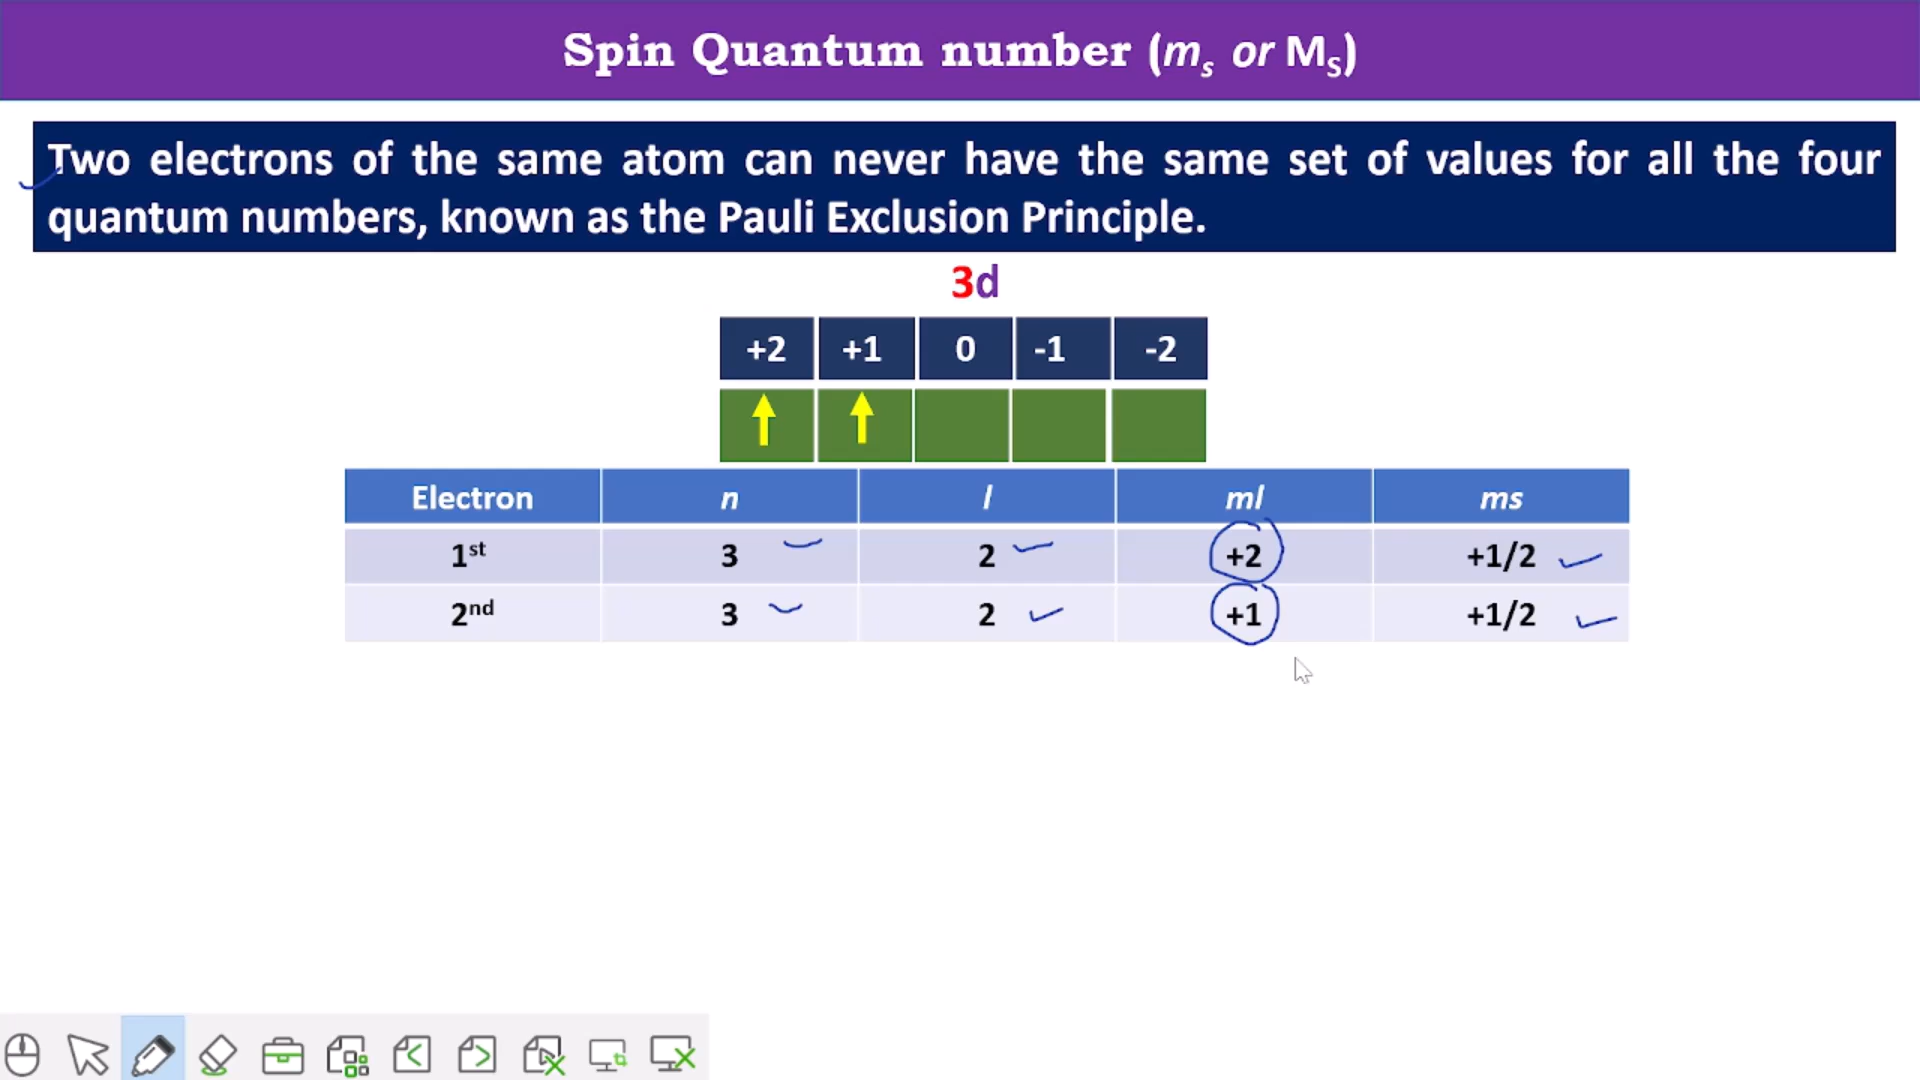 Spin Quantum number (ms or MS)
Two electrons of the same atom can never have the same set of values for all the four
quantum numbers, known as the Pauli Exclusion Principle.
3d
+2 +1 0 -1 -2
Electron n l ml ms
1st 3 2 +2 +1/2
2nd 3 2 +1 +1/2